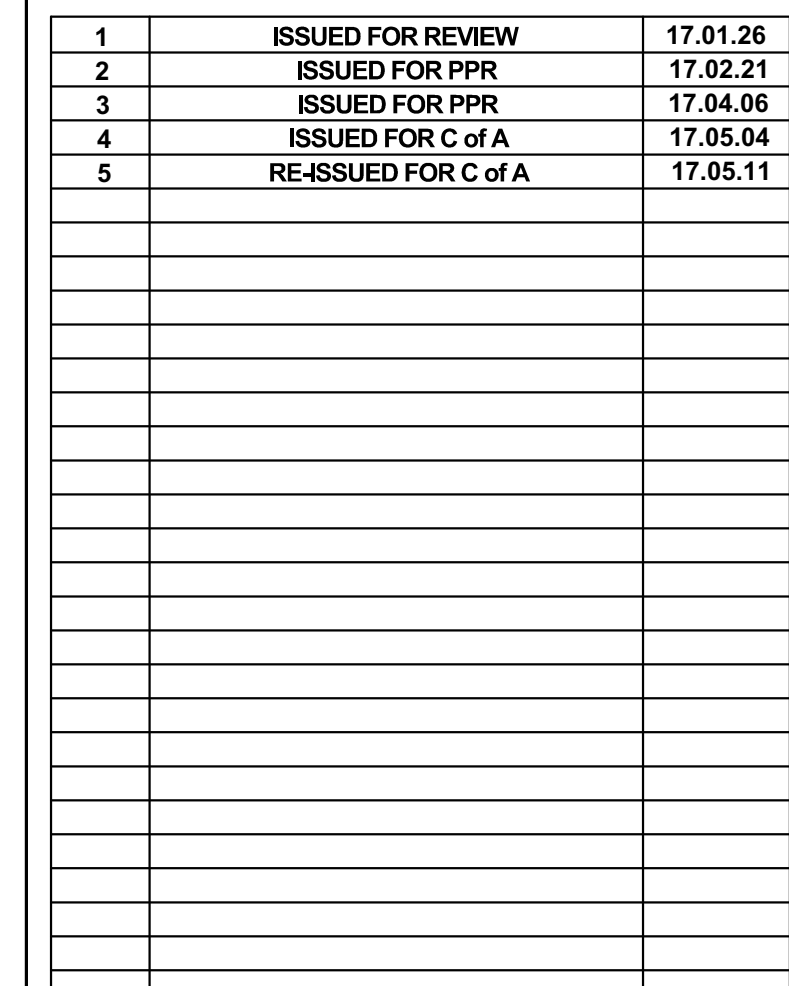 1 ISSUED FOR REVIEW 17.01.26
2 ISSUED FOR PPR 17.02.21
3 ISSUED FOR PPR 17.04.06
4 ISSUED FOR C of A 17.05.04
5 RE-ISSUED FOR C of A 17.05.11